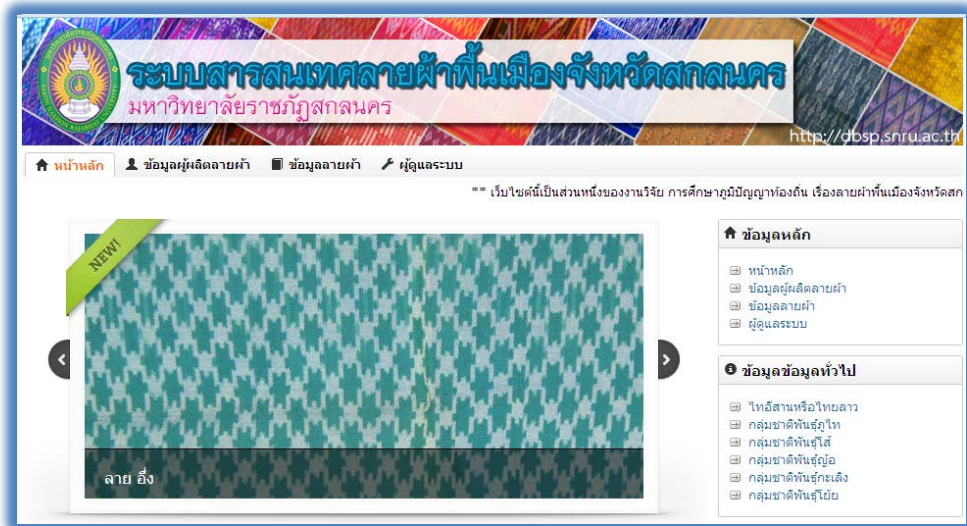 ระบบสารสนเทศลายผ้าพื้นเมืองจังหวัดสกลนคร
มหาวิทยาลัยราชภัฏสกลนคร
http://dbsp.snru.ac.th
หน้าหลัก ข้อมูลผู้ผลิตลายผ้า ข้อมูลลายผ้า ผู้ดูแลระบบ
** เว็บไซต์นี้เป็นส่วนหนึ่งของงานวิจัย การศึกษาภูมิปัญญาท้องถิ่น เรื่องลายผ้าพื้นเมืองจังหวัดสก
NEW!
ลาย อึ่ง
ข้อมูลหลัก
หน้าหลัก
ข้อมูลผู้ผลิตลายผ้า
ข้อมูลลายผ้า
ผู้ดูแลระบบ
ข้อมูลข้อมูลทั่วไป
ไทอีสานหรือไทยลาว
กลุ่มชาติพันธุ์ภูไท
กลุ่มชาติพันธุ์โส้
กลุ่มชาติพันธุ์ญ้อ
กลุ่มชาติพันธุ์กะเลิง
กลุ่มชาติพันธุ์โย้ย